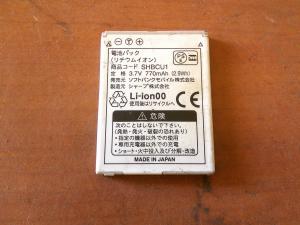 電池パック
(リチウムイオン)
商品コード SHBCU1
定 格 3.7V 770mAh (2.9Wh)
発売元 ソフトバンクモバイル株式会社
製造元 シャープ株式会社
Li-ion00
使用後はリサイクルへ
危険
次のことをしないでください。
(発熱・発火・破裂の恐れあり)
・指定の機器以外での使用
・専用充電器以外での充電
・ショート・火中投入及び分解・改造
MADE IN JAPAN